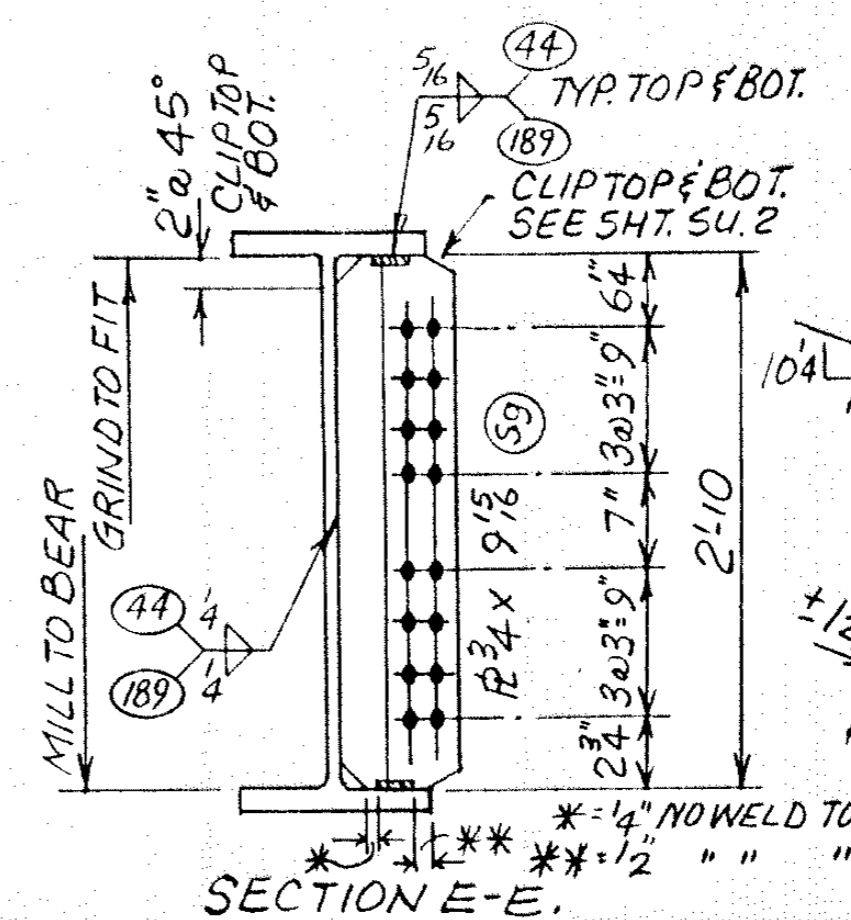 2" @ 45°
CLIP TOP
& BOT.
5/16
5/16
44
189
TYP. TOP & BOT.
CLIP TOP & BOT.
SEE SHT. SU. 2
GRIND TO FIT
MILL TO BEAR
6 1/4"
3@3"=9"
7"
3@3"=9"
2 3/4"
2'-10
10 1/4
59
PL 3/4 x 9 15/16
44
189
1/4
1/4
±1/2
* = 1/4" NO WELD TO
** = 1/2" " " "
*
**
SECTION E-E.